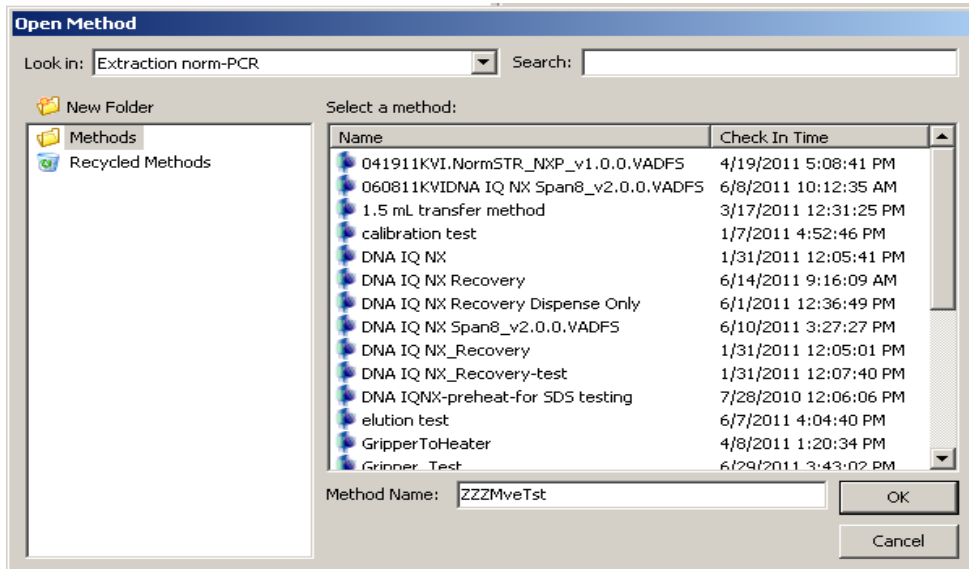 Open Method
Look in: Extraction norm-PCR Search:
New Folder Select a method:
Methods
Recycled Methods
Name Check In Time
041911KVI.NormSTR_NXP_v1.0.0.VADFS 4/19/2011 5:08:41 PM
060811KVIDNA IQ NX Span8_v2.0.0.VADFS 6/8/2011 10:12:35 AM
1.5 mL transfer method 3/17/2011 12:31:25 PM
calibration test 1/7/2011 4:52:46 PM
DNA IQ NX 1/31/2011 12:05:41 PM
DNA IQ NX Recovery 6/14/2011 9:16:09 AM
DNA IQ NX Recovery Dispense Only 6/1/2011 12:36:49 PM
DNA IQ NX Span8_v2.0.0.VADFS 6/10/2011 3:27:27 PM
DNA IQ NX_Recovery 1/31/2011 12:05:01 PM
DNA IQ NX_Recovery-test 1/31/2011 12:07:40 PM
DNA IQNX-preheat-for SDS testing 7/28/2010 12:06:06 PM
elution test 6/7/2011 4:04:40 PM
GripperToHeater 4/8/2011 1:20:34 PM
Gripper_Test 6/29/2011 3:43:02 PM
Method Name: ZZZMveTst OK
Cancel